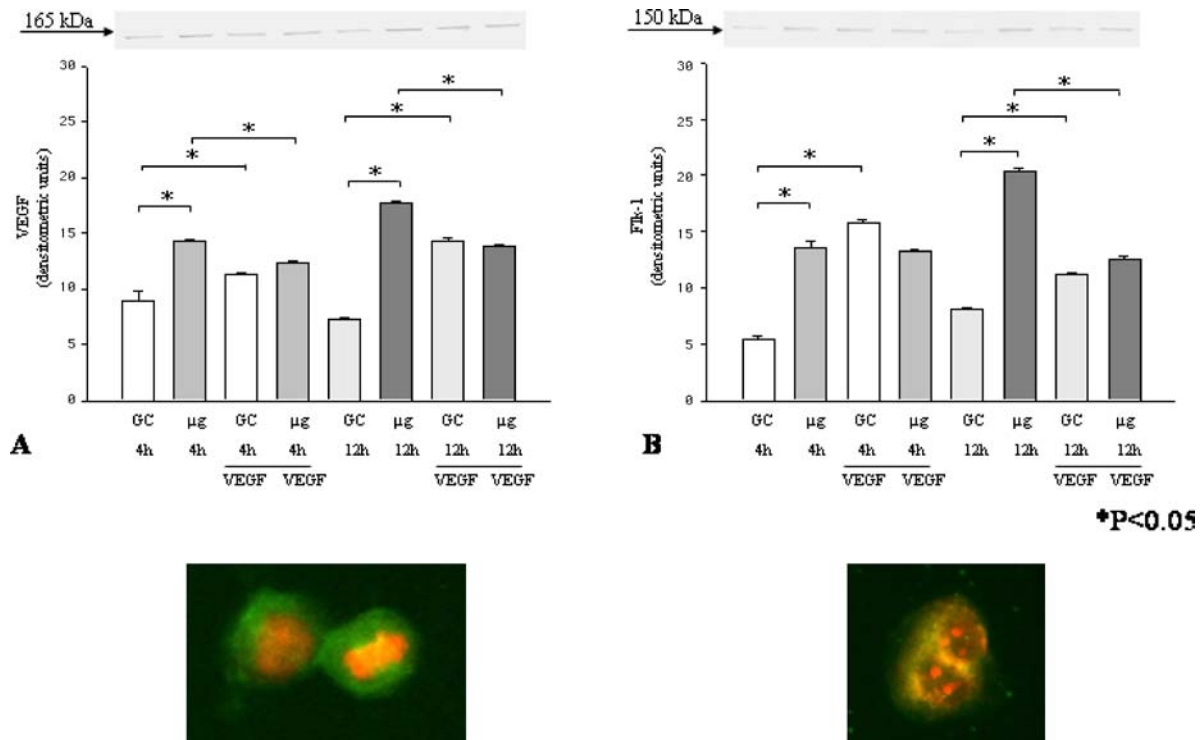 165 kDa
30
25
20
15
10
5
0
VEGF
(densitometric units)
* * * * * *
GC μg GC μg GC μg GC μg
4h 4h 4h 4h 12h 12h 12h 12h
VEGF VEGF VEGF VEGF
A
150 kDa
30
25
20
15
10
5
0
Flk-1
(densitometric units)
* * * * *
GC μg GC μg GC μg GC μg
4h 4h 4h 4h 12h 12h 12h 12h
VEGF VEGF VEGF VEGF
B
*P<0.05